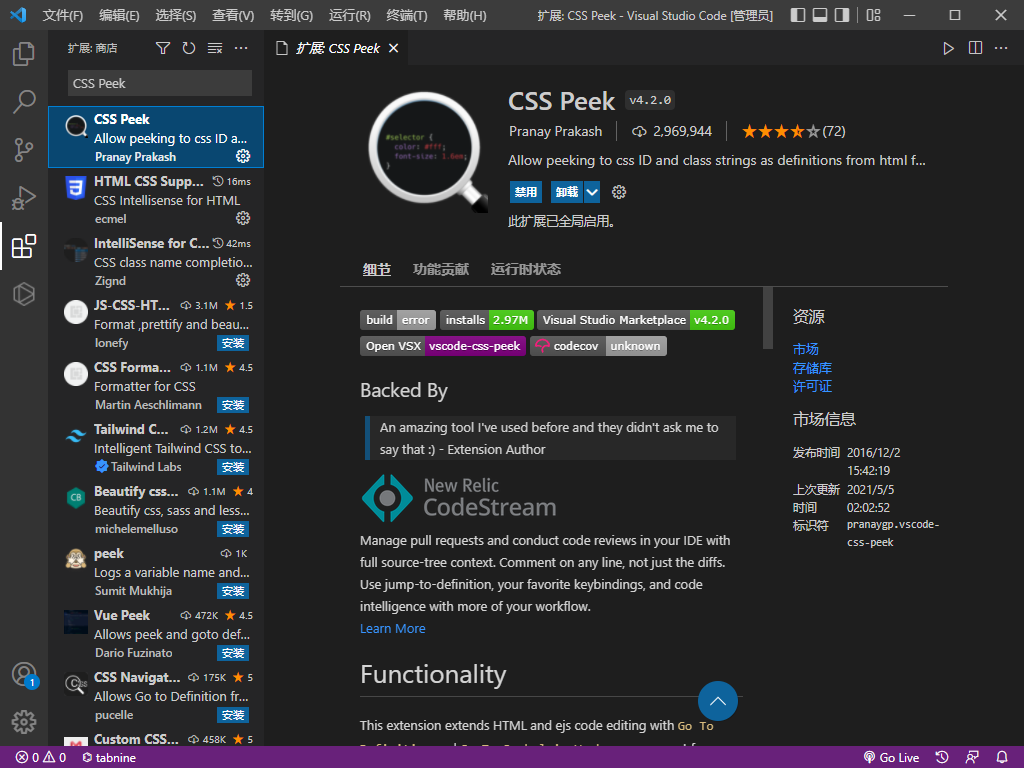 文件(F) 编辑(E) 选择(S) 查看(V) 转到(G) 运行(R) 终端(T) 帮助(H) 扩展: CSS Peek - Visual Studio Code [管理员]
扩展: 商店
扩展: CSS Peek
CSS Peek
CSS Peek
Allow peeking to css ID a...
Pranay Prakash
HTML CSS Supp... 16ms
CSS Intellisense for HTML
ecmel
IntelliSense for C... 42ms
CSS class name completio...
Zignd
JS-CSS-HT... 3.1M 1.5
Format ,prettify and beau...
lonefy 安装
CSS Forma... 1.1M 4.5
Formatter for CSS
Martin Aeschlimann 安装
Tailwind C... 1.2M 4.5
Intelligent Tailwind CSS to...
Tailwind Labs 安装
CB
Beautify css... 1.1M 4
Beautify css, sass and less...
michelemelluso 安装
peek 1K
Logs a variable name and...
Sumit Mukhija 安装
Vue Peek 472K 4.5
Allows peek and goto def...
Dario Fuzinato 安装
CSS Navigat... 175K 5
Allows Go to Definition fr...
pucelle 安装
Custom CSS... 458K 5
1
#selector {
color: #fff;
font-size: 1.6em;
}
CSS Peek v4.2.0
Pranay Prakash 2,969,944 (72)
Allow peeking to css ID and class strings as definitions from html f...
禁用 卸载
此扩展已全局启用。
细节 功能贡献 运行时状态
build error installs 2.97M Visual Studio Marketplace v4.2.0
Open VSX vscode-css-peek codecov unknown
Backed By
An amazing tool I've used before and they didn't ask me to
say that :) - Extension Author
New Relic
CodeStream
Manage pull requests and conduct code reviews in your IDE with
full source-tree context. Comment on any line, not just the diffs.
Use jump-to-definition, your favorite keybindings, and code
intelligence with more of your workflow.
Learn More
Functionality
This extension extends HTML and ejs code editing with Go To
资源
市场
存储库
许可证
市场信息
发布时间 2016/12/2
15:42:19
上次更新 2021/5/5
时间 02:02:52
标识符 pranaygp.vscode-
css-peek
0 0 tabnine Go Live